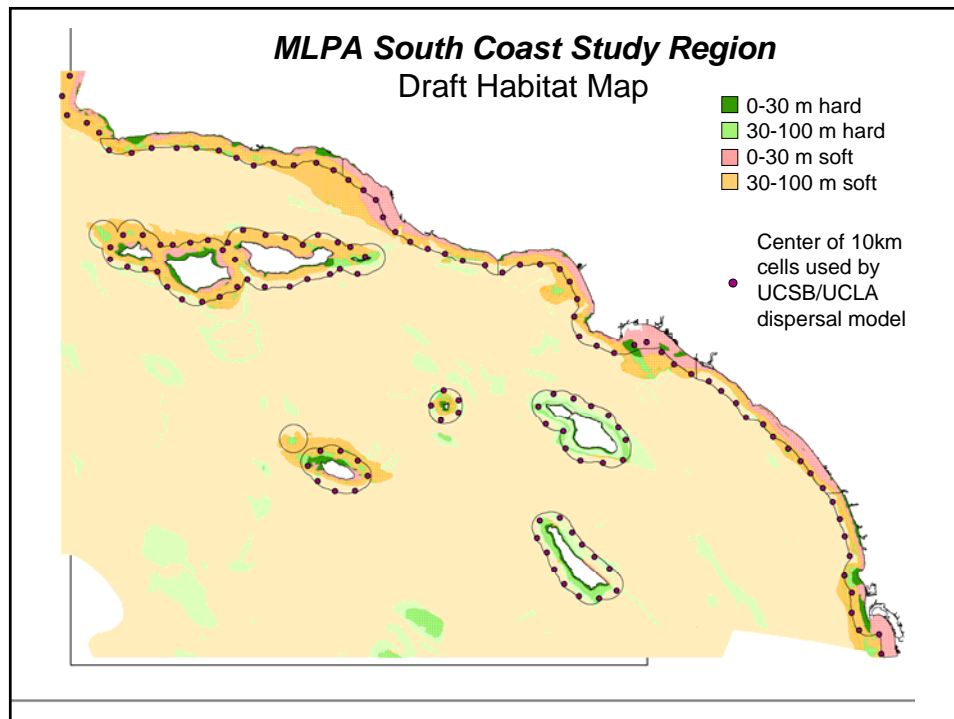 MLPA South Coast Study Region
Draft Habitat Map
0-30 m hard
30-100 m hard
0-30 m soft
30-100 m soft
Center of 10km
cells used by
UCSB/UCLA
dispersal model